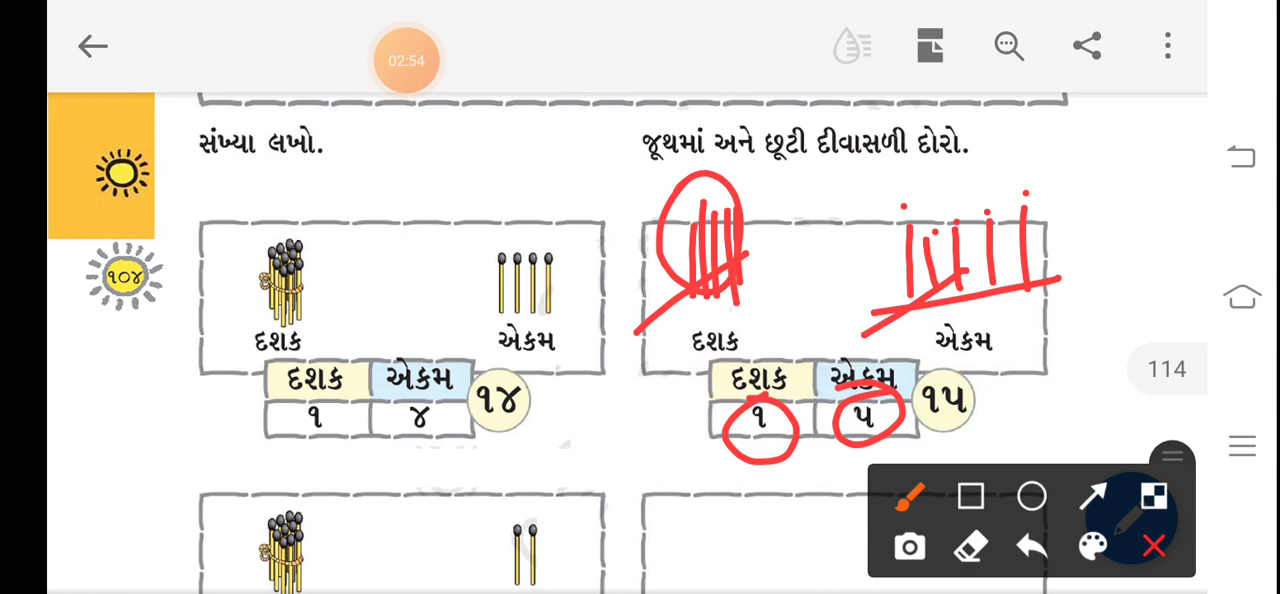 02:54
સંખ્યા લખો.
જૂથમાં અને છૂટી દીવાસળી દોરો.
૧૦૪
દશક એકમ
દશક એકમ
114
દશક એકમ
૧ ૪ ૧૪
દશક એકમ
૧ ૫ ૧૫